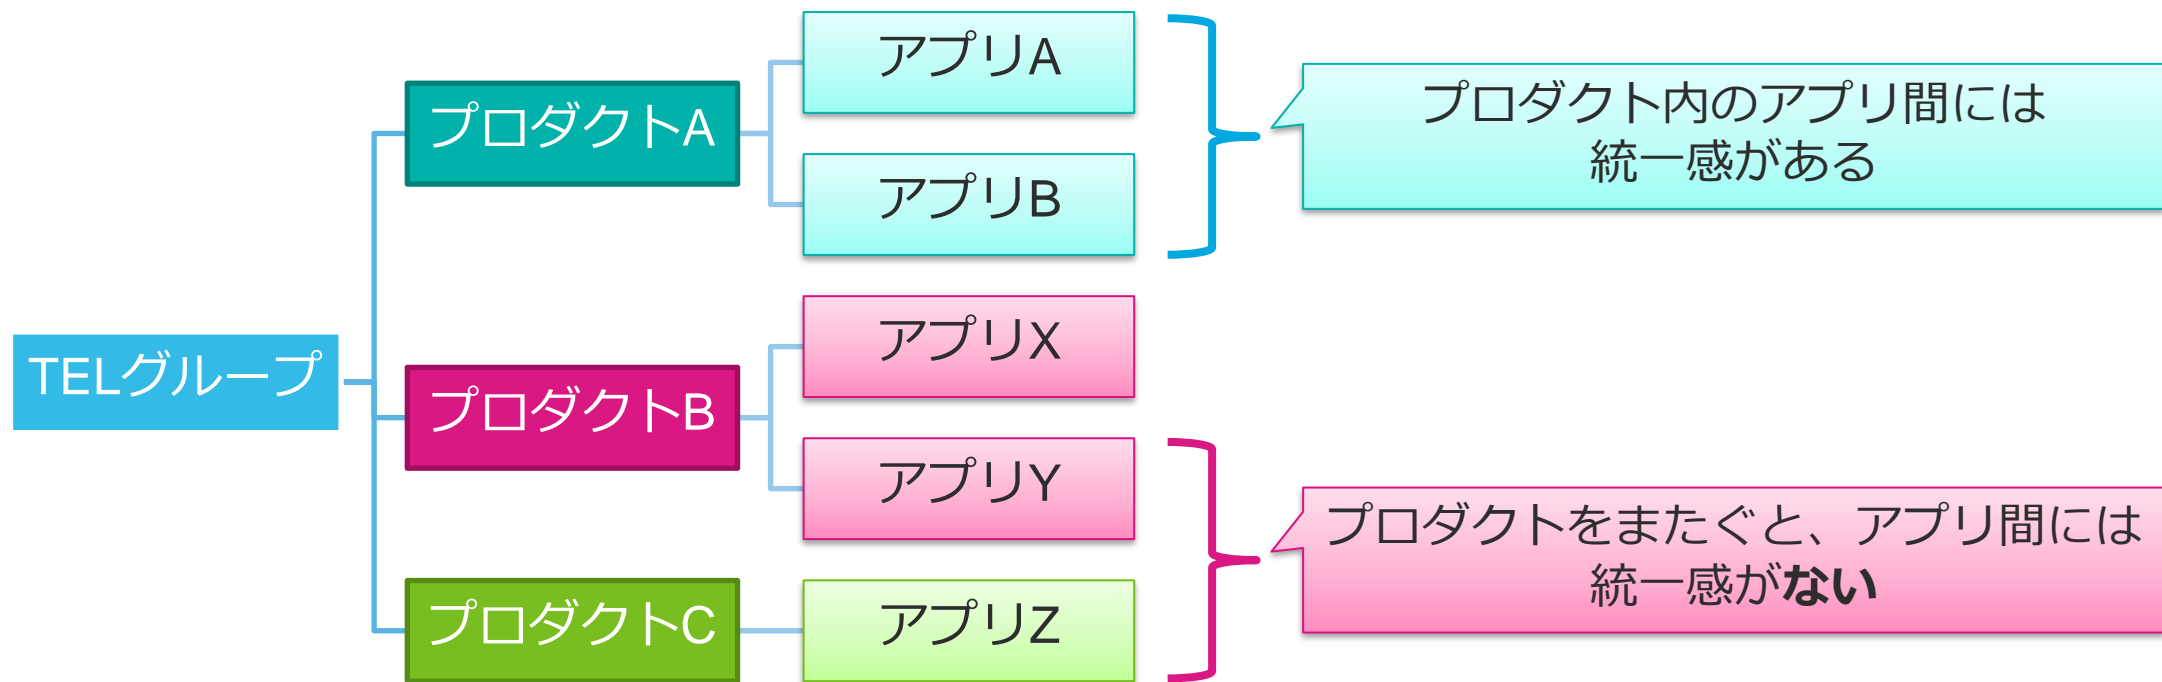 TELグループ
プロダクトA
アプリA
アプリB
プロダクト内のアプリ間には
統一感がある
プロダクトB
アプリX
アプリY
プロダクトC
アプリZ
プロダクトをまたぐと、アプリ間には
統一感がない